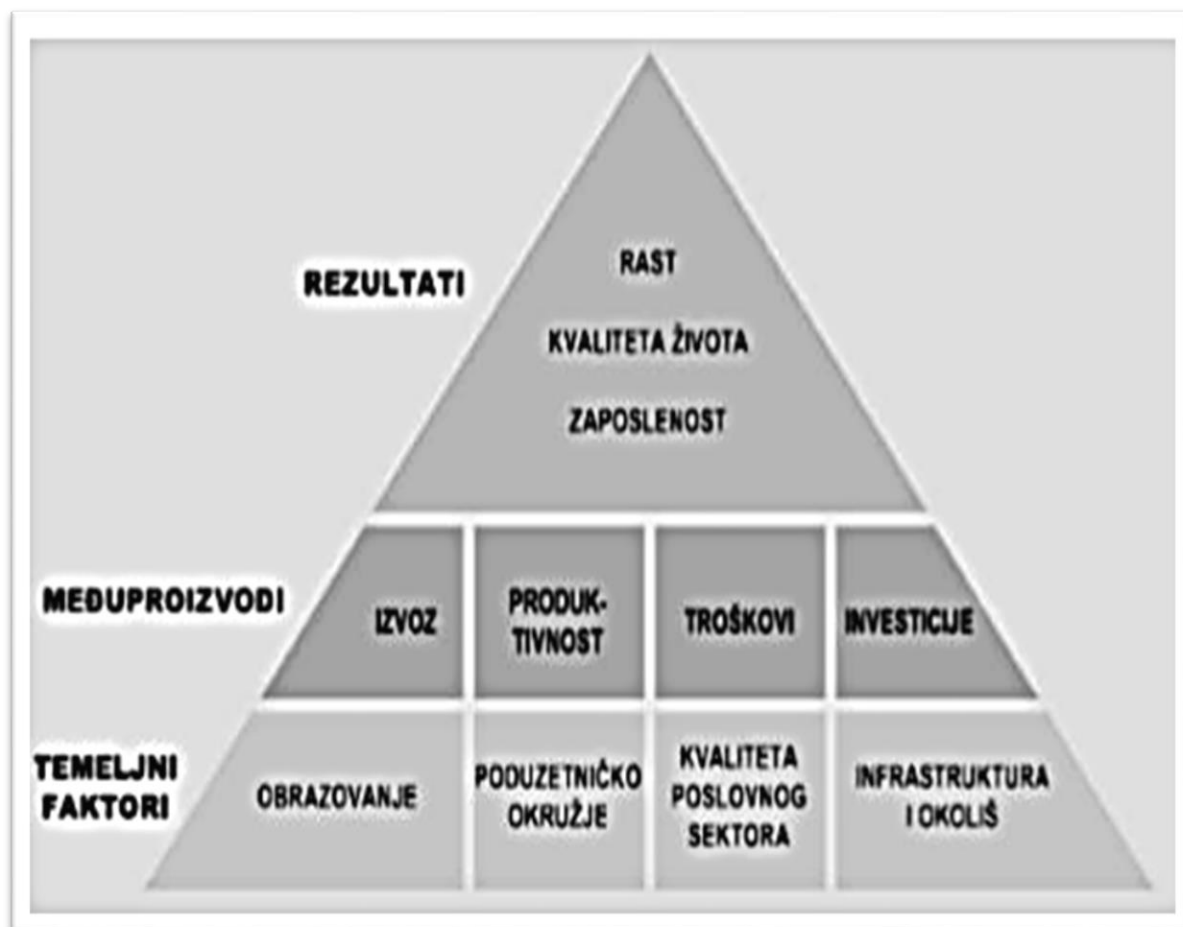 REZULTATI
RAST
KVALITETA ŽIVOTA
ZAPOSLENOST
MEĐUPROIZVODI
IZVOZ
PRODUK-
TIVNOST
TROŠKOVI
INVESTICIJE
TEMELJNI
FAKTORI
OBRAZOVANJE
PODUZETNIČKO
OKRUŽJE
KVALITETA
POSLOVNOG
SEKTORA
INFRASTRUKTURA
I OKOLIŠ